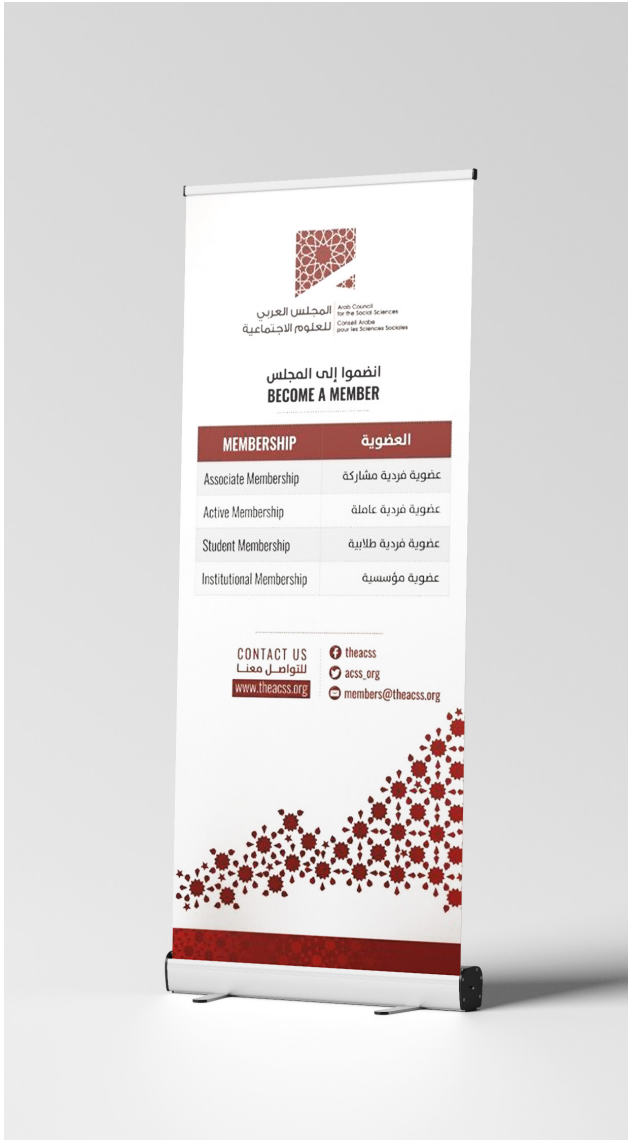 المجلس العربي
للعلوم الاجتماعية
Arab Council
for the Social Sciences
Conseil Arabe
pour les Sciences Sociales
انضموا إلى المجلس
BECOME A MEMBER
MEMBERSHIP العضوية
Associate Membership عضوية فردية مشاركة
Active Membership عضوية فردية عاملة
Student Membership عضوية فردية طلابية
Institutional Membership عضوية مؤسسية
CONTACT US
للتواصل معنا
www.theacss.org
theacss
acss_org
members@theacss.org